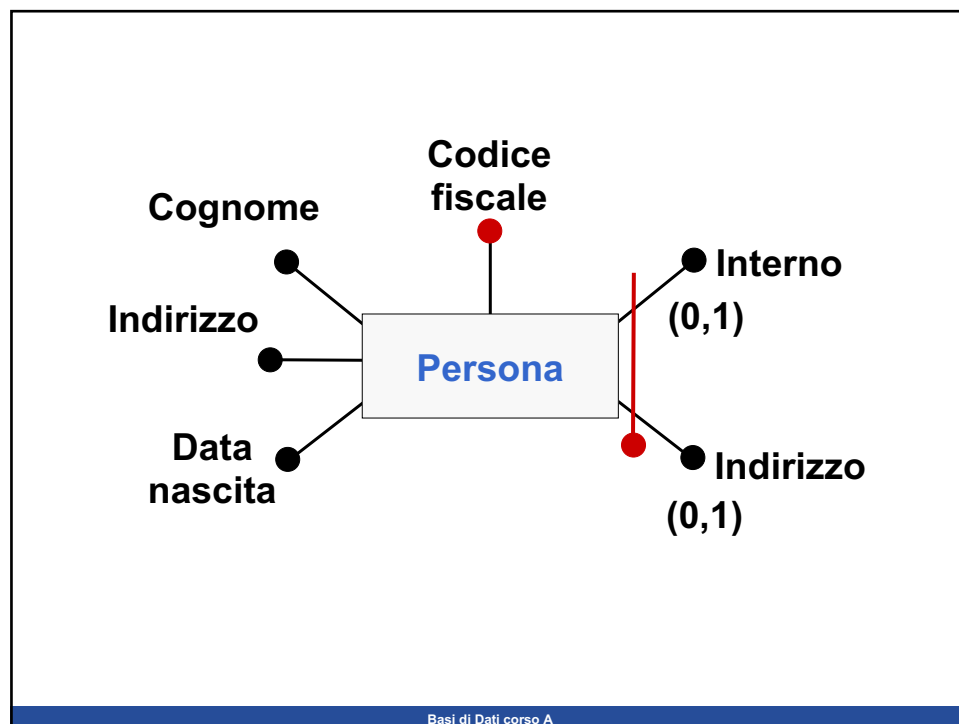 Codice
fiscale
Cognome
Interno
(0,1)
Indirizzo
Persona
Data
nascita
Indirizzo
(0,1)
Basi di Dati corso A